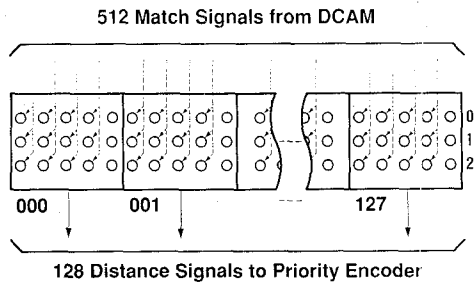 512 Match Signals from DCAM
0
1
2
000 001 127
128 Distance Signals to Priority Encoder